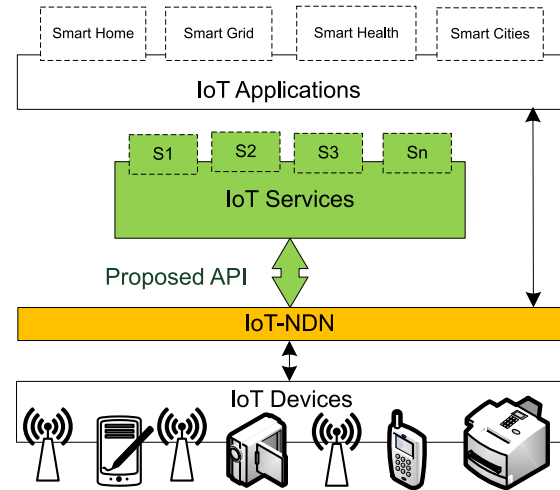 Smart Home
Smart Grid
Smart Health
Smart Cities
IoT Applications
S1
S2
S3
Sn
IoT Services
Proposed API
IoT-NDN
IoT Devices